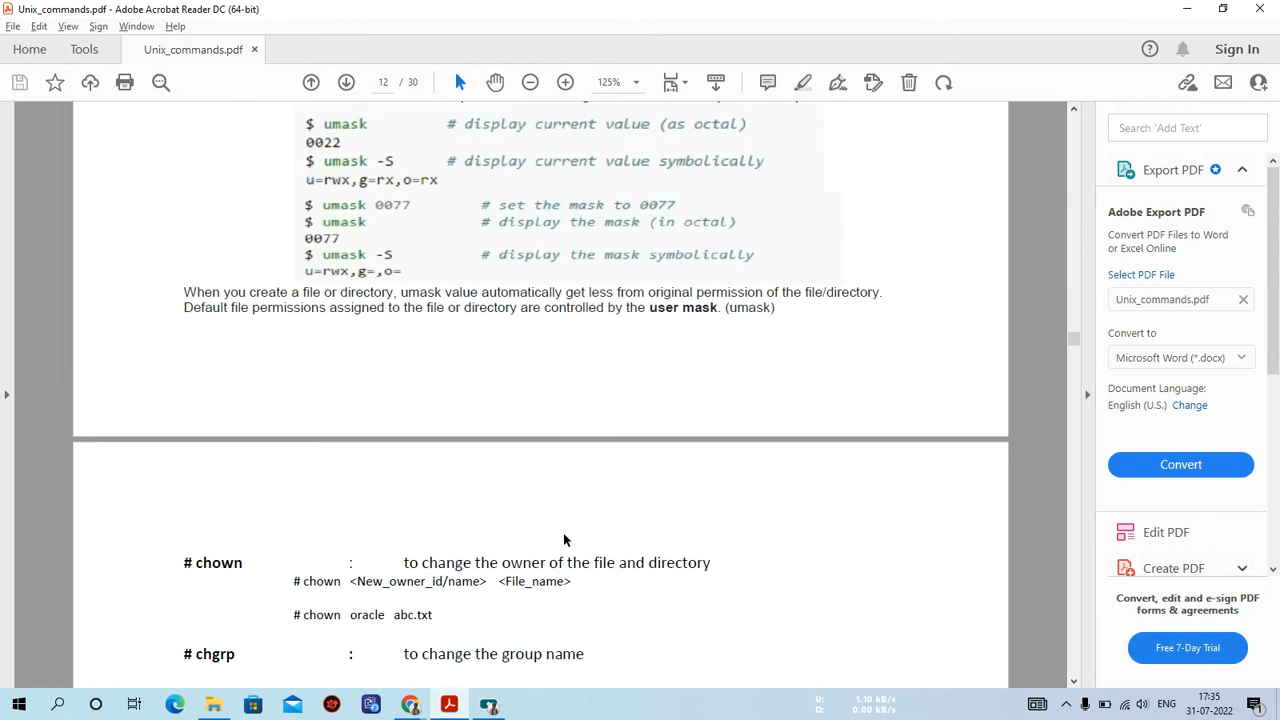 Unix_commands.pdf - Adobe Acrobat Reader DC (64-bit)
File Edit View Sign Window Help
Home Tools Unix_commands.pdf × Sign In
12 / 30 125%
$ umask # display current value (as octal)
0022
$ umask -S # display current value symbolically
u=rwx,g=rx,o=rx
$ umask 0077 # set the mask to 0077
$ umask # display the mask (in octal)
0077
$ umask -S # display the mask symbolically
u=rwx,g=,o=
When you create a file or directory, umask value automatically get less from original permission of the file/directory.
Default file permissions assigned to the file or directory are controlled by the user mask. (umask)
# chown : to change the owner of the file and directory
# chown <New_owner_id/name> <File_name>
# chown oracle abc.txt
# chgrp : to change the group name
Search 'Add Text'
Export PDF
Adobe Export PDF
Convert PDF Files to Word
or Excel Online
Select PDF File
Unix_commands.pdf
Convert to
Microsoft Word (*.docx)
Document Language:
English (U.S.) Change
Convert
Edit PDF
Create PDF
Convert, edit and e-sign PDF
forms & agreements
Free 7-Day Trial
U: 1.10 kB/s
D: 0.00 kB/s
ENG
17:35
31-07-2022
1